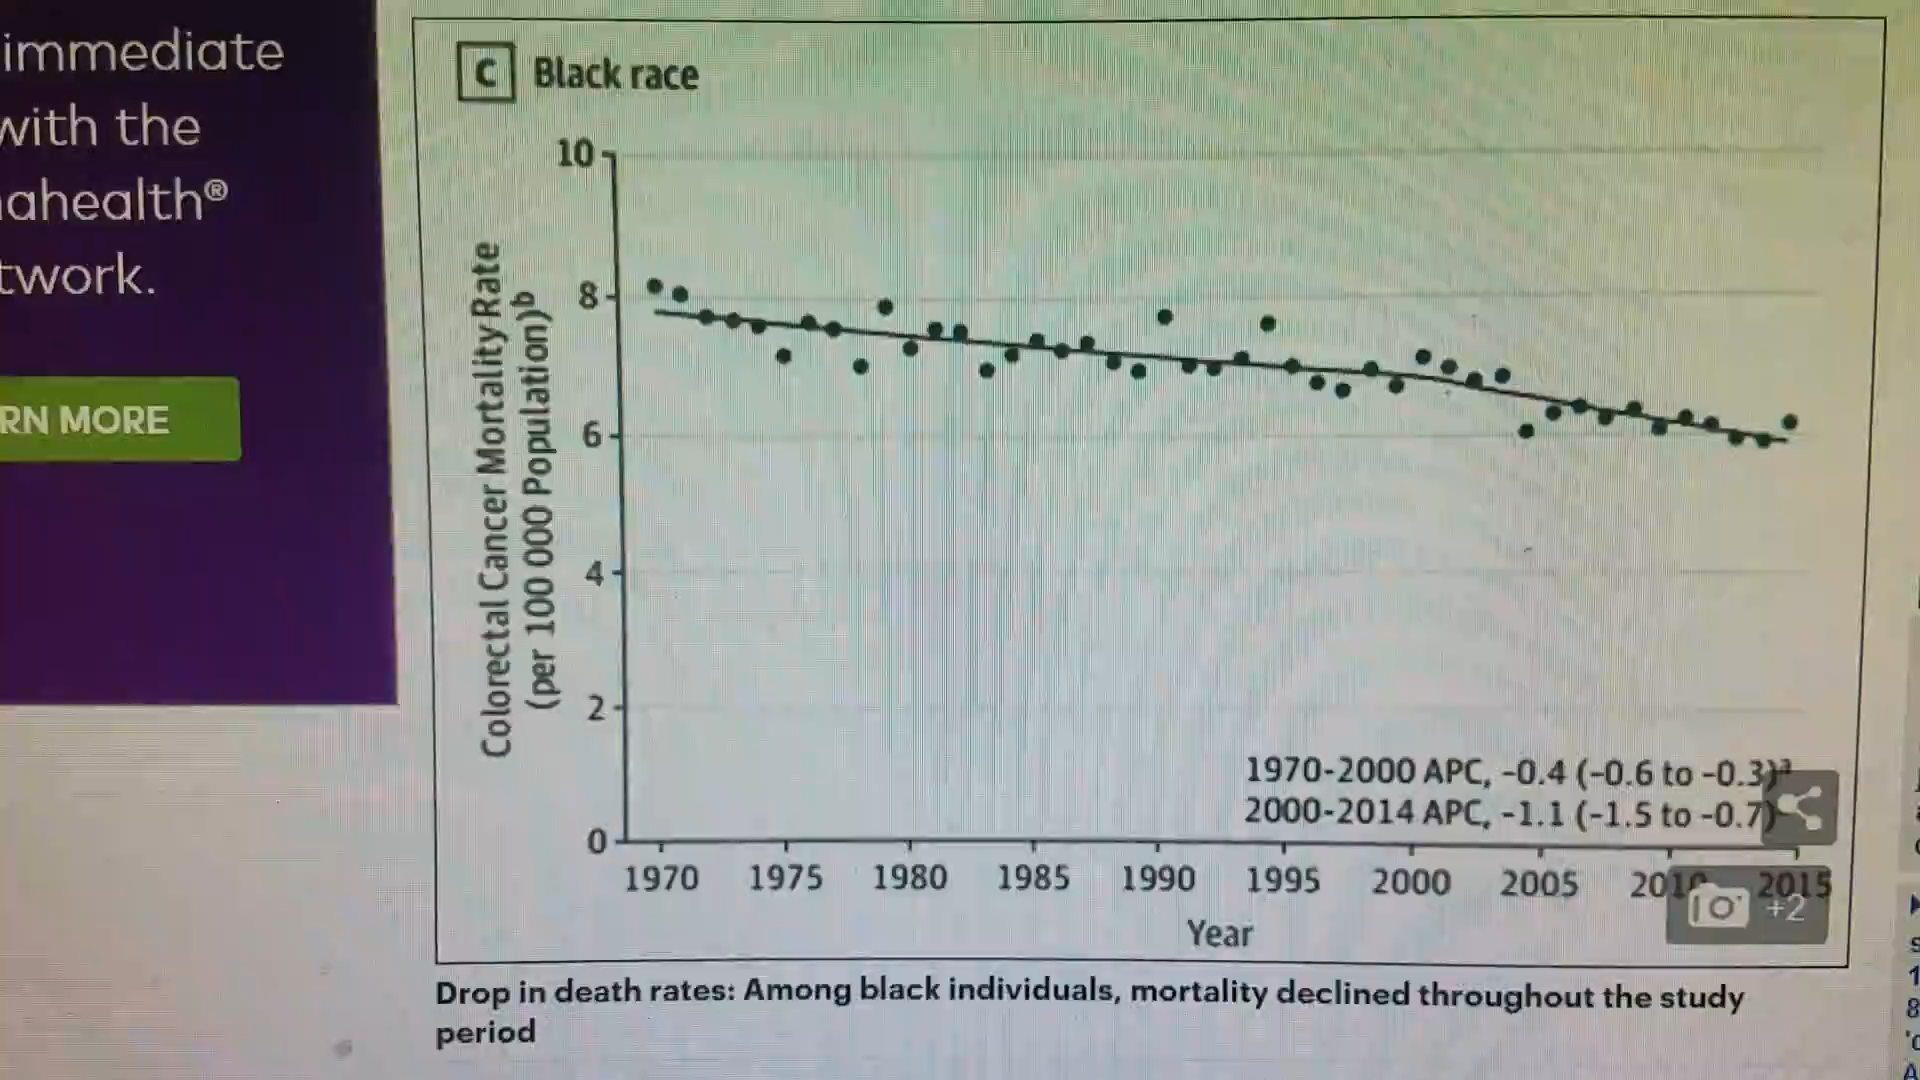 immediate
with the
ahealth®
twork.
RN MORE
C Black race
Colorectal Cancer Mortality Rate
(per 100 000 Population)b
10
8
6
4
2
0
1970-2000 APC, -0.4 (-0.6 to -0.3)a
2000-2014 APC, -1.1 (-1.5 to -0.7)
1970 1975 1980 1985 1990 1995 2000 2005 2010 2015
+2
Year
Drop in death rates: Among black individuals, mortality declined throughout the study
period